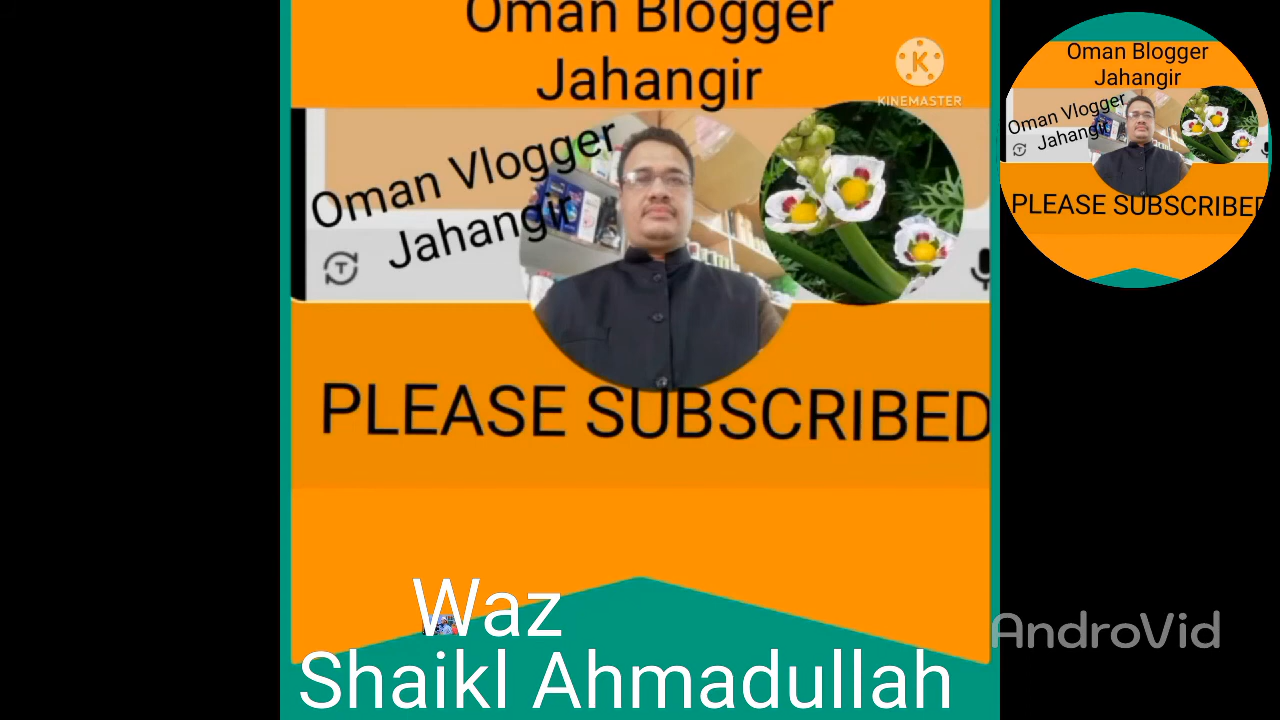 Oman Blogger
Jahangir
KINEMASTER
Oman Vlogger
Jahangir
PLEASE SUBSCRIBED
Waz
Shaikl Ahmadullah
Oman Blogger
Jahangir
Oman Vlogger
Jahangir
PLEASE SUBSCRIBED
AndroVid